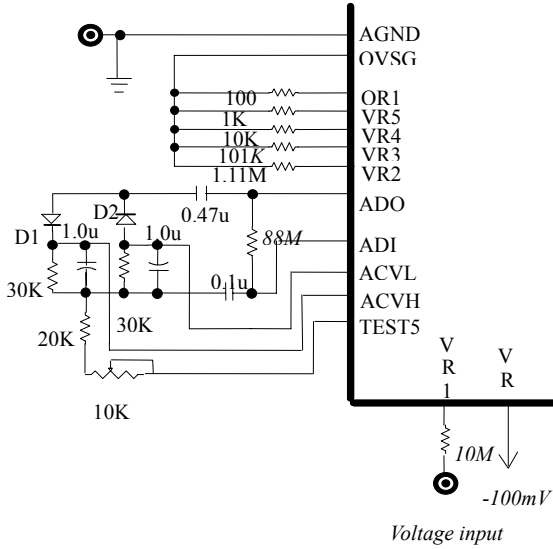 AGND
OVSG
100
OR1
1K
VR5
10K
VR4
101K
VR3
1.11M
VR2
ADO
0.47u
D1
D2
1.0u
1.0u
88M
ADI
ACVL
0.1u
ACVH
30K
30K
TEST5
20K
10K
V
R
1
V
R
10M
-100mV
Voltage input